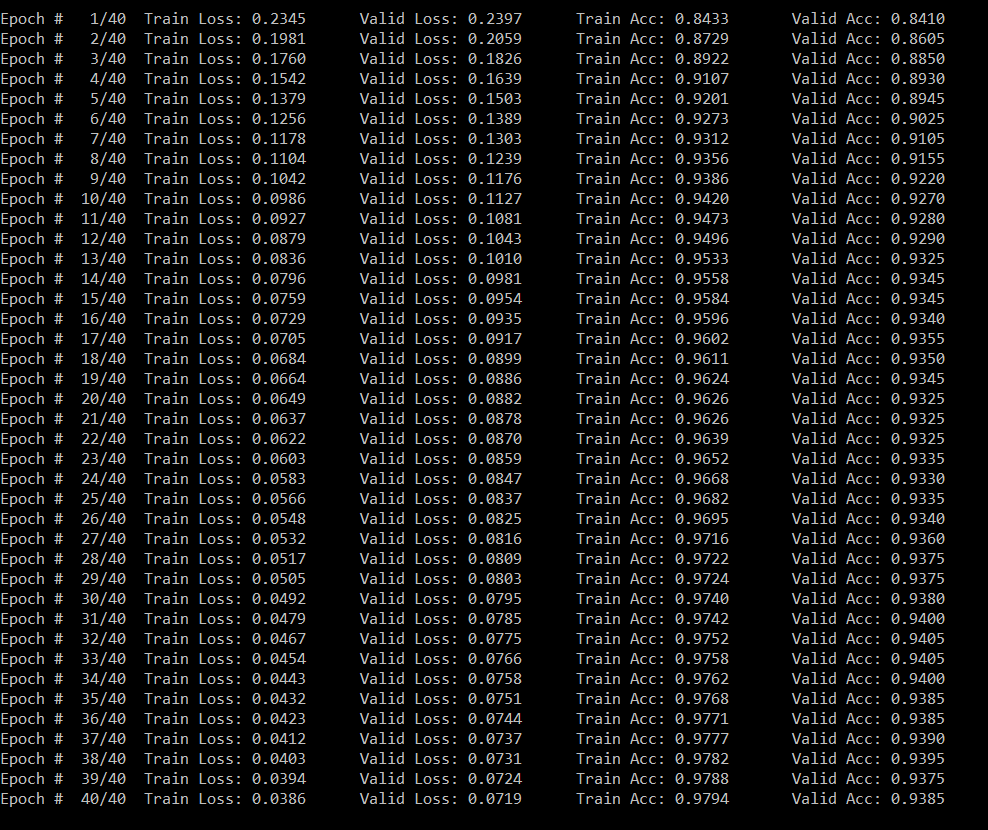 Epoch #   1/40  Train Loss: 0.2345      Valid Loss: 0.2397      Train Acc: 0.8433       Valid Acc: 0.8410
Epoch #   2/40  Train Loss: 0.1981      Valid Loss: 0.2059      Train Acc: 0.8729       Valid Acc: 0.8605
Epoch #   3/40  Train Loss: 0.1760      Valid Loss: 0.1826      Train Acc: 0.8922       Valid Acc: 0.8850
Epoch #   4/40  Train Loss: 0.1542      Valid Loss: 0.1639      Train Acc: 0.9107       Valid Acc: 0.8930
Epoch #   5/40  Train Loss: 0.1379      Valid Loss: 0.1503      Train Acc: 0.9201       Valid Acc: 0.8945
Epoch #   6/40  Train Loss: 0.1256      Valid Loss: 0.1389      Train Acc: 0.9273       Valid Acc: 0.9025
Epoch #   7/40  Train Loss: 0.1178      Valid Loss: 0.1303      Train Acc: 0.9312       Valid Acc: 0.9105
Epoch #   8/40  Train Loss: 0.1104      Valid Loss: 0.1239      Train Acc: 0.9356       Valid Acc: 0.9155
Epoch #   9/40  Train Loss: 0.1042      Valid Loss: 0.1176      Train Acc: 0.9386       Valid Acc: 0.9220
Epoch #  10/40  Train Loss: 0.0986      Valid Loss: 0.1127      Train Acc: 0.9420       Valid Acc: 0.9270
Epoch #  11/40  Train Loss: 0.0927      Valid Loss: 0.1081      Train Acc: 0.9473       Valid Acc: 0.9280
Epoch #  12/40  Train Loss: 0.0879      Valid Loss: 0.1043      Train Acc: 0.9496       Valid Acc: 0.9290
Epoch #  13/40  Train Loss: 0.0836      Valid Loss: 0.1010      Train Acc: 0.9533       Valid Acc: 0.9325
Epoch #  14/40  Train Loss: 0.0796      Valid Loss: 0.0981      Train Acc: 0.9558       Valid Acc: 0.9345
Epoch #  15/40  Train Loss: 0.0759      Valid Loss: 0.0954      Train Acc: 0.9584       Valid Acc: 0.9345
Epoch #  16/40  Train Loss: 0.0729      Valid Loss: 0.0935      Train Acc: 0.9596       Valid Acc: 0.9340
Epoch #  17/40  Train Loss: 0.0705      Valid Loss: 0.0917      Train Acc: 0.9602       Valid Acc: 0.9355
Epoch #  18/40  Train Loss: 0.0684      Valid Loss: 0.0899      Train Acc: 0.9611       Valid Acc: 0.9350
Epoch #  19/40  Train Loss: 0.0664      Valid Loss: 0.0886      Train Acc: 0.9624       Valid Acc: 0.9345
Epoch #  20/40  Train Loss: 0.0649      Valid Loss: 0.0882      Train Acc: 0.9626       Valid Acc: 0.9325
Epoch #  21/40  Train Loss: 0.0637      Valid Loss: 0.0878      Train Acc: 0.9626       Valid Acc: 0.9325
Epoch #  22/40  Train Loss: 0.0622      Valid Loss: 0.0870      Train Acc: 0.9639       Valid Acc: 0.9325
Epoch #  23/40  Train Loss: 0.0603      Valid Loss: 0.0859      Train Acc: 0.9652       Valid Acc: 0.9335
Epoch #  24/40  Train Loss: 0.0583      Valid Loss: 0.0847      Train Acc: 0.9668       Valid Acc: 0.9330
Epoch #  25/40  Train Loss: 0.0566      Valid Loss: 0.0837      Train Acc: 0.9682       Valid Acc: 0.9335
Epoch #  26/40  Train Loss: 0.0548      Valid Loss: 0.0825      Train Acc: 0.9695       Valid Acc: 0.9340
Epoch #  27/40  Train Loss: 0.0532      Valid Loss: 0.0816      Train Acc: 0.9716       Valid Acc: 0.9360
Epoch #  28/40  Train Loss: 0.0517      Valid Loss: 0.0809      Train Acc: 0.9722       Valid Acc: 0.9375
Epoch #  29/40  Train Loss: 0.0505      Valid Loss: 0.0803      Train Acc: 0.9724       Valid Acc: 0.9375
Epoch #  30/40  Train Loss: 0.0492      Valid Loss: 0.0795      Train Acc: 0.9740       Valid Acc: 0.9380
Epoch #  31/40  Train Loss: 0.0479      Valid Loss: 0.0785      Train Acc: 0.9742       Valid Acc: 0.9400
Epoch #  32/40  Train Loss: 0.0467      Valid Loss: 0.0775      Train Acc: 0.9752       Valid Acc: 0.9405
Epoch #  33/40  Train Loss: 0.0454      Valid Loss: 0.0766      Train Acc: 0.9758       Valid Acc: 0.9405
Epoch #  34/40  Train Loss: 0.0443      Valid Loss: 0.0758      Train Acc: 0.9762       Valid Acc: 0.9400
Epoch #  35/40  Train Loss: 0.0432      Valid Loss: 0.0751      Train Acc: 0.9768       Valid Acc: 0.9385
Epoch #  36/40  Train Loss: 0.0423      Valid Loss: 0.0744      Train Acc: 0.9771       Valid Acc: 0.9385
Epoch #  37/40  Train Loss: 0.0412      Valid Loss: 0.0737      Train Acc: 0.9777       Valid Acc: 0.9390
Epoch #  38/40  Train Loss: 0.0403      Valid Loss: 0.0731      Train Acc: 0.9782       Valid Acc: 0.9395
Epoch #  39/40  Train Loss: 0.0394      Valid Loss: 0.0724      Train Acc: 0.9788       Valid Acc: 0.9375
Epoch #  40/40  Train Loss: 0.0386      Valid Loss: 0.0719      Train Acc: 0.9794       Valid Acc: 0.9385